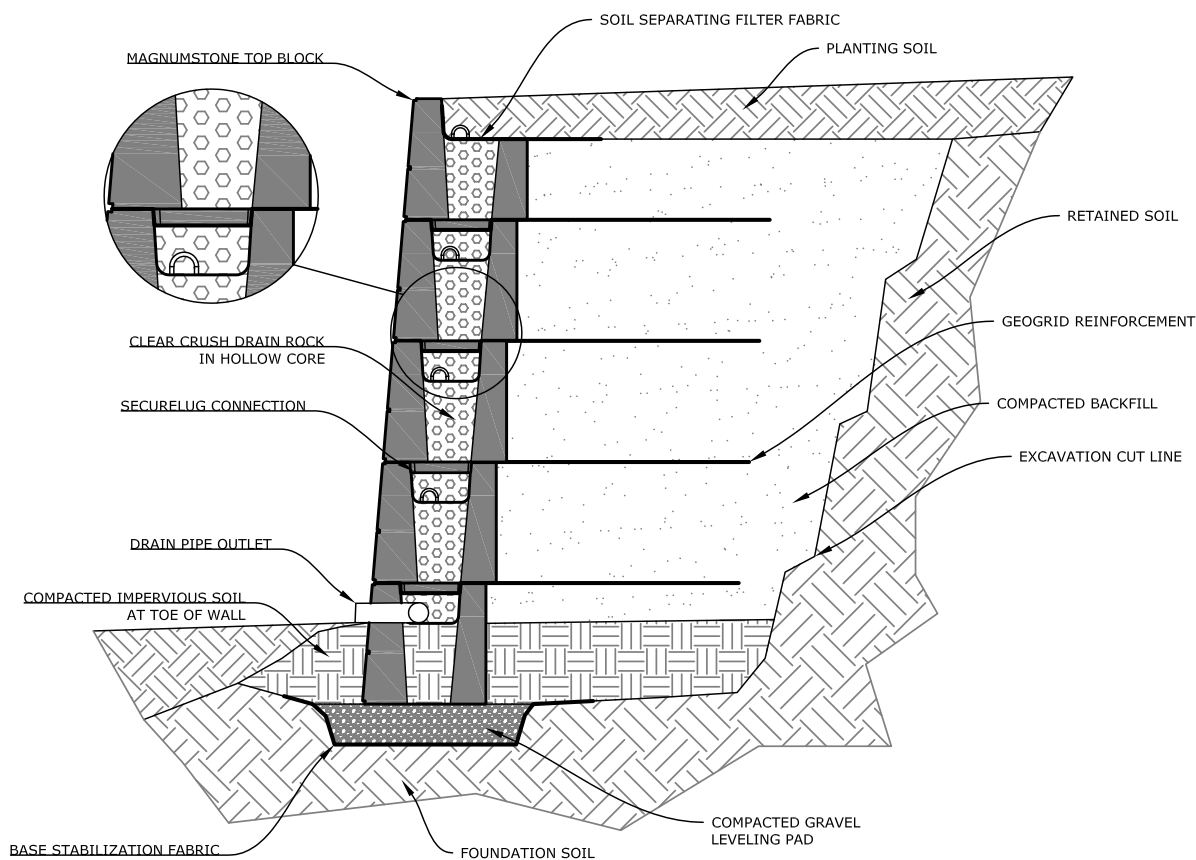 SOIL SEPARATING FILTER FABRIC
PLANTING SOIL
MAGNUMSTONE TOP BLOCK
RETAINED SOIL
GEOGRID REINFORCEMENT
CLEAR CRUSH DRAIN ROCK
IN HOLLOW CORE
SECURELUG CONNECTION
COMPACTED BACKFILL
EXCAVATION CUT LINE
DRAIN PIPE OUTLET
COMPACTED IMPERVIOUS SOIL
AT TOE OF WALL
COMPACTED GRAVEL
LEVELING PAD
BASE STABILIZATION FABRIC
FOUNDATION SOIL